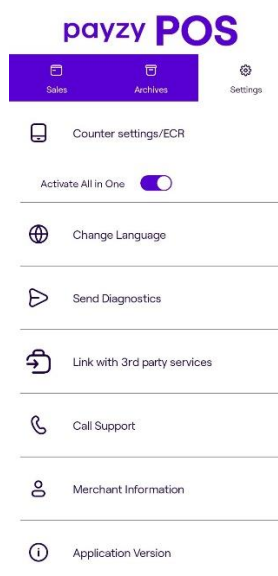 payzy POS
Sales Archives Settings
Counter settings/ECR
Activate All in One
Change Language
Send Diagnostics
Link with 3rd party services
Call Support
Merchant Information
Application Version